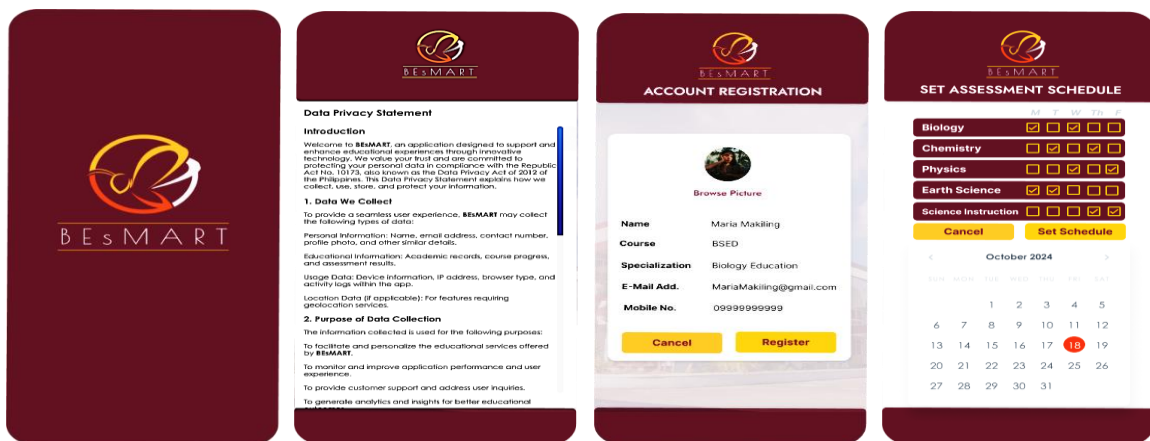 BEsMART
BEsMART
Data Privacy Statement
Introduction
Welcome to BEsMART, an application designed to support and
enhance educational experiences through innovative
technology. We value your trust and are committed to
protecting your personal data in compliance with the Republic
Act No. 10173, also known as the Data Privacy Act of 2012 of
the Philippines. This Data Privacy Statement explains how we
collect, use, store, and protect your information.
1. Data We Collect
To provide a seamless user experience, BEsMART may collect
the following types of data:
Personal Information: Name, email address, contact number,
profile photo, and other similar details.
Educational Information: Academic records, course progress,
and assessment results.
Usage Data: Device information, IP address, browser type, and
activity logs within the app.
Location Data (if applicable): For features requiring
geolocation services.
2. Purpose of Data Collection
The information collected is used for the following purposes:
To facilitate and personalize the educational services offered
by BEsMART.
To monitor and improve application performance and user
experience.
To provide customer support and address user inquiries.
To generate analytics and insights for better educational
BEsMART
ACCOUNT REGISTRATION
Browse Picture
Name Maria Makiling
Course BSED
Specialization Biology Education
E-Mail Add. MariaMakiling@gmail.com
Mobile No. 09999999999
Cancel Register
BEsMART
SET ASSESSMENT SCHEDULE
M T W Th F
Biology
Chemistry
Physics
Earth Science
Science Instruction
Cancel Set Schedule
< October 2024 >
SUN MON TUE WED THU FRI SAT
1 2 3 4 5
6 7 8 9 10 11 12
13 14 15 16 17 18 19
20 21 22 23 24 25 26
27 28 29 30 31